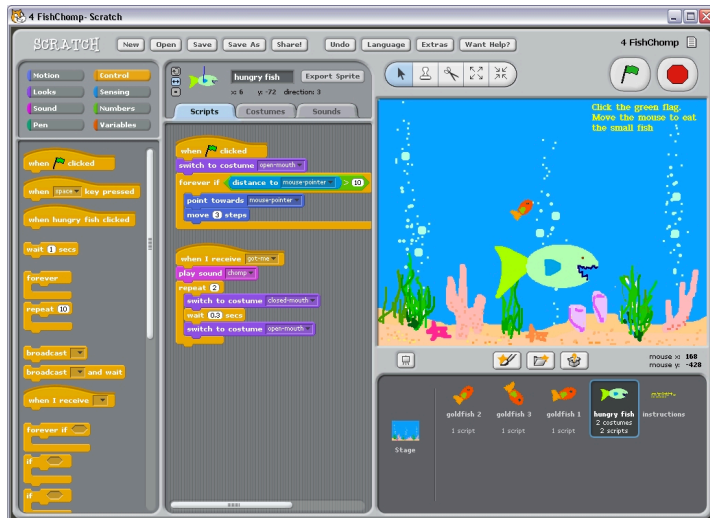 4 FishChomp- Scratch
SCRATCH
New
Open
Save
Save As
Share!
Undo
Language
Extras
Want Help?
4 FishChomp
Motion
Control
Looks
Sensing
Sound
Numbers
Pen
Variables
when clicked
when space key pressed
when hungry fish clicked
wait 1 secs
forever
repeat 10
broadcast
broadcast and wait
when I receive
forever if
if
if
hungry fish
Export Sprite
x: 6 y: -72 direction: 3
Scripts
Costumes
Sounds
when clicked
switch to costume open-mouth
forever if distance to mouse-pointer > 10
point towards mouse-pointer
move 3 steps
when I receive got-me
play sound chomp
repeat 2
switch to costume closed-mouth
wait 0.3 secs
switch to costume open-mouth
Click the green flag.
Move the mouse to eat
the small fish
mouse x: 168
mouse y: -428
Stage
goldfish 2
1 script
goldfish 3
1 script
goldfish 1
1 script
hungry fish
2 costumes
2 scripts
instructions